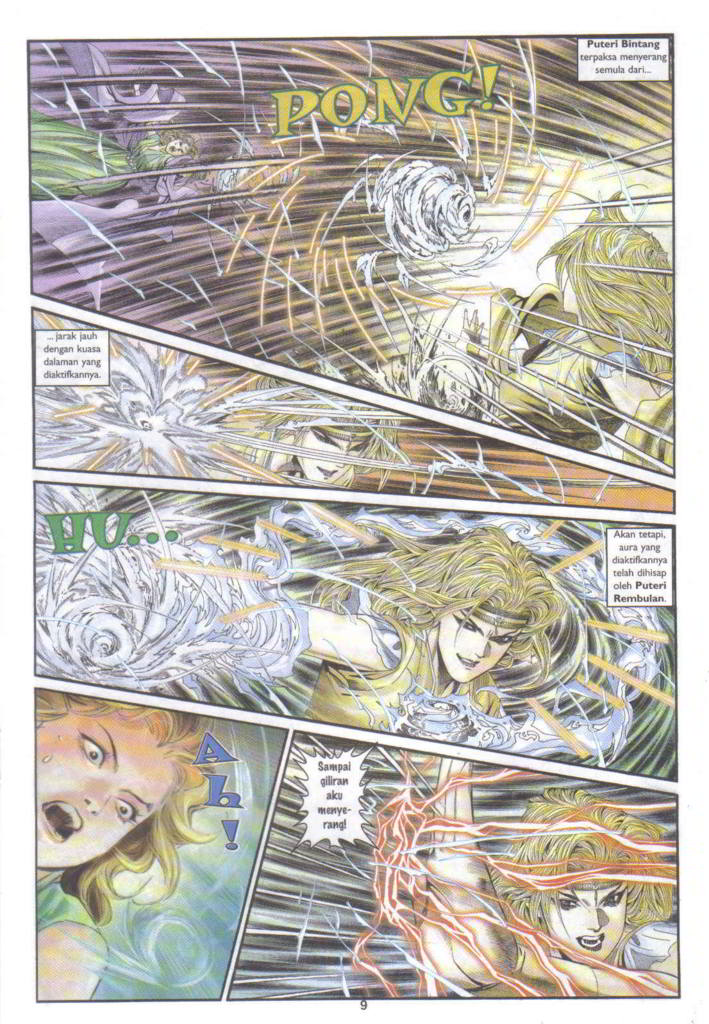 Puteri Bintang
terpaksa menyerang
semula dari...
PONG!
... jarak jauh
dengan kuasa
dalaman yang
diaktifkannya.
HU...
Akan tetapi,
aura yang
diaktifkannya
telah dihisap
oleh Puteri
Rembulan.
Ah!
Sampai
giliran
aku
menye-
rang!
9